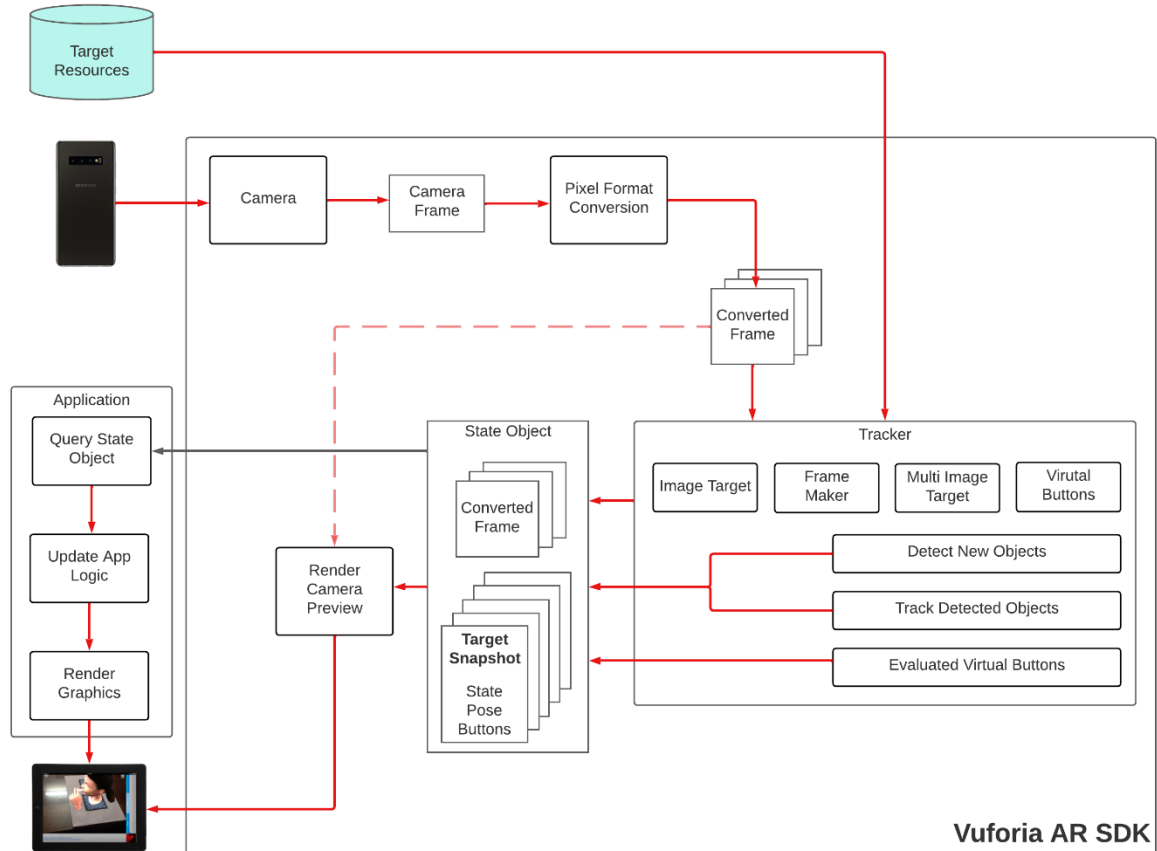 Target
Resources
Camera
Camera
Frame
Pixel Format
Conversion
Converted
Frame
Application
Query State
Object
Update App
Logic
Render
Graphics
Render
Camera
Preview
State Object
Converted
Frame
Target
Snapshot
State
Pose
Buttons
Tracker
Image Target
Frame
Maker
Multi Image
Target
Virutal
Buttons
Detect New Objects
Track Detected Objects
Evaluated Virtual Buttons
Vuforia AR SDK